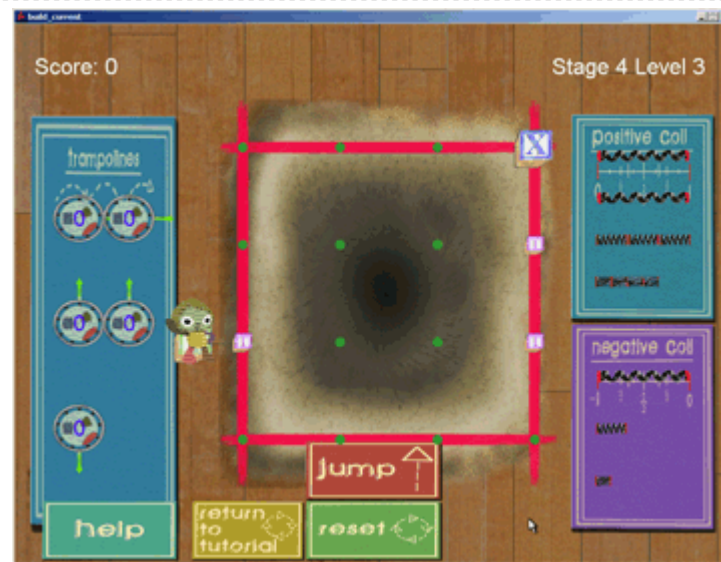 build_current
Score: 0
Stage 4 Level 3
trampolines
0
0
0
0
0
X
positive coil
0
negative coil
0
jump
help
return
to
tutorial
reset